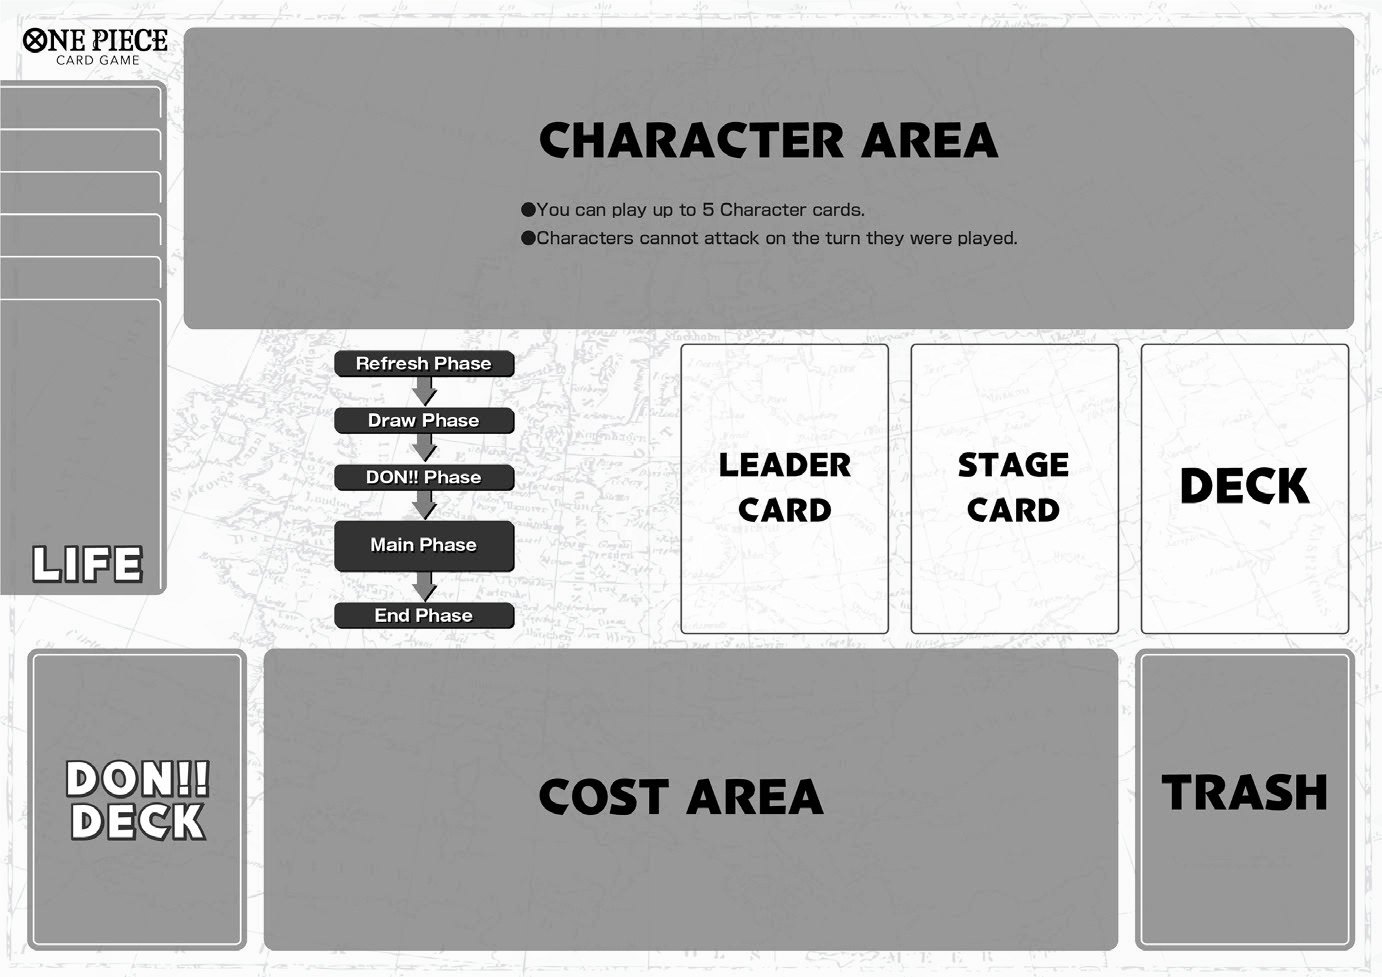 ONE PIECE
CARD GAME
CHARACTER AREA
●You can play up to 5 Character cards.
●Characters cannot attack on the turn they were played.
Refresh Phase
Draw Phase
DON!! Phase
Main Phase
End Phase
LEADER
CARD
STAGE
CARD
DECK
LIFE
DON!!
DECK
COST AREA
TRASH